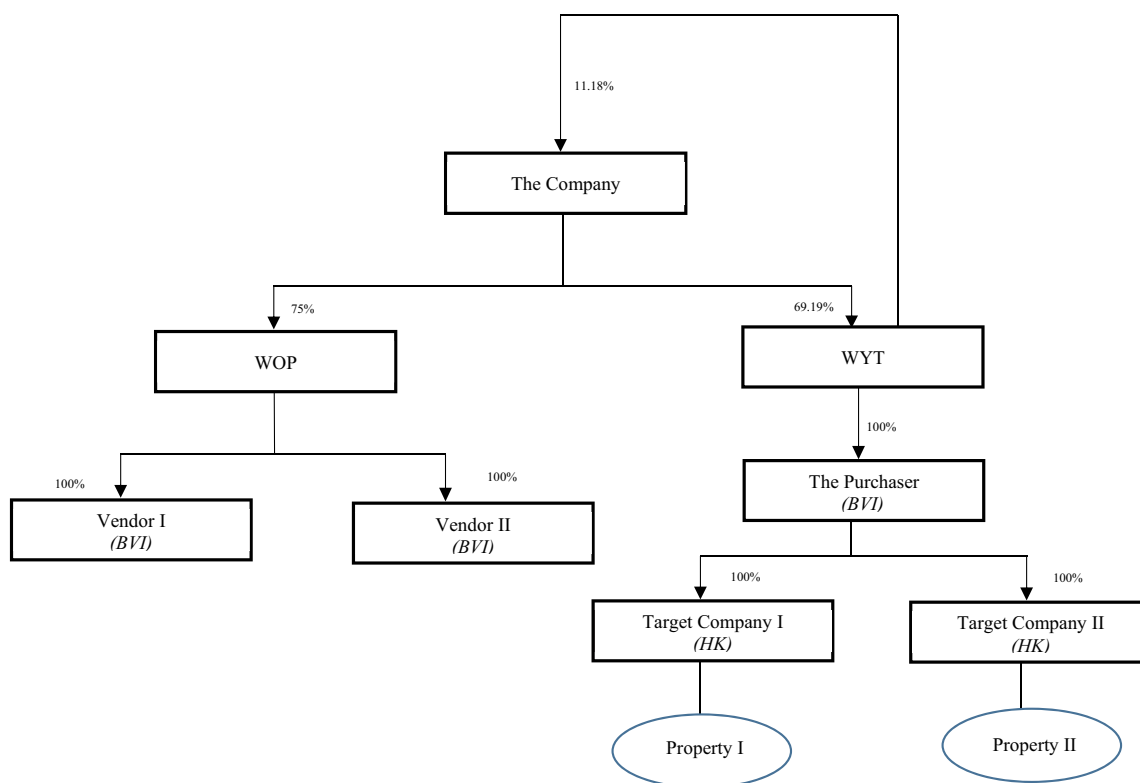 11.18%
The Company
75%
69.19%
WOP
WYT
100%
The Purchaser
(BVI)
100%
100%
Vendor I
(BVI)
Vendor II
(BVI)
100%
100%
Target Company I
(HK)
Target Company II
(HK)
Property I
Property II